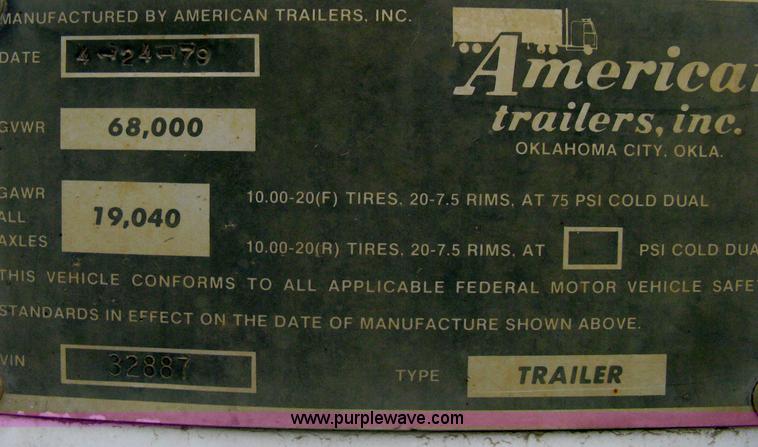 MANUFACTURED BY AMERICAN TRAILERS, INC.
DATE 4-24-79
American
trailers, inc.
OKLAHOMA CITY, OKLA.
GVWR 68,000
GAWR
ALL
AXLES
19,040
10.00-20(F) TIRES, 20-7.5 RIMS, AT 75 PSI COLD DUAL
10.00-20(R) TIRES, 20-7.5 RIMS, AT PSI COLD DUA
THIS VEHICLE CONFORMS TO ALL APPLICABLE FEDERAL MOTOR VEHICLE SAFE
STANDARDS IN EFFECT ON THE DATE OF MANUFACTURE SHOWN ABOVE.
VIN 32887 TYPE TRAILER
www.purplewave.com